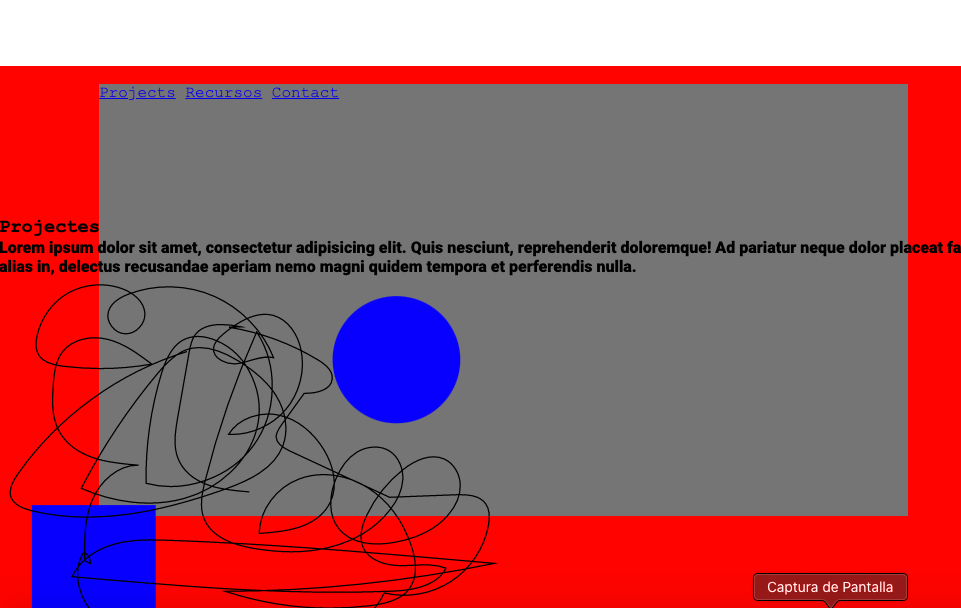 Projects Recursos Contact
Projectes
Lorem ipsum dolor sit amet, consectetur adipisicing elit. Quis nesciunt, reprehenderit doloremque! Ad pariatur neque dolor placeat fa
alias in, delectus recusandae aperiam nemo magni quidem tempora et perferendis nulla.
Captura de Pantalla